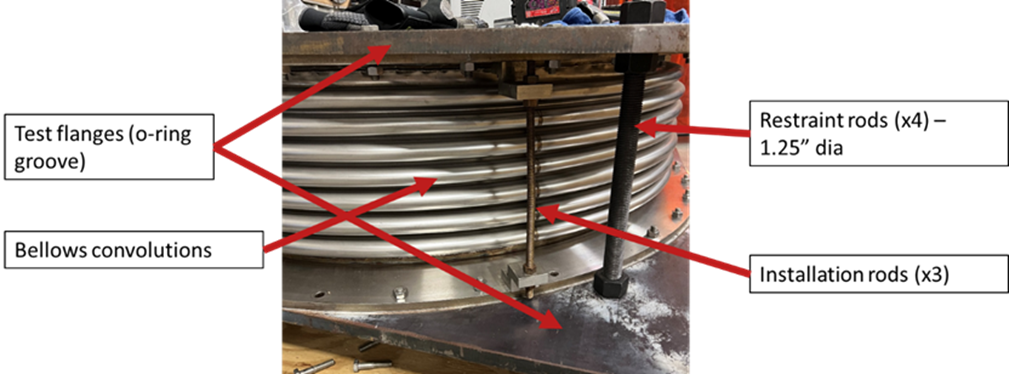 Test flanges (o-ring
groove)
Bellows convolutions
Restraint rods (x4) –
1.25” dia
Installation rods (x3)